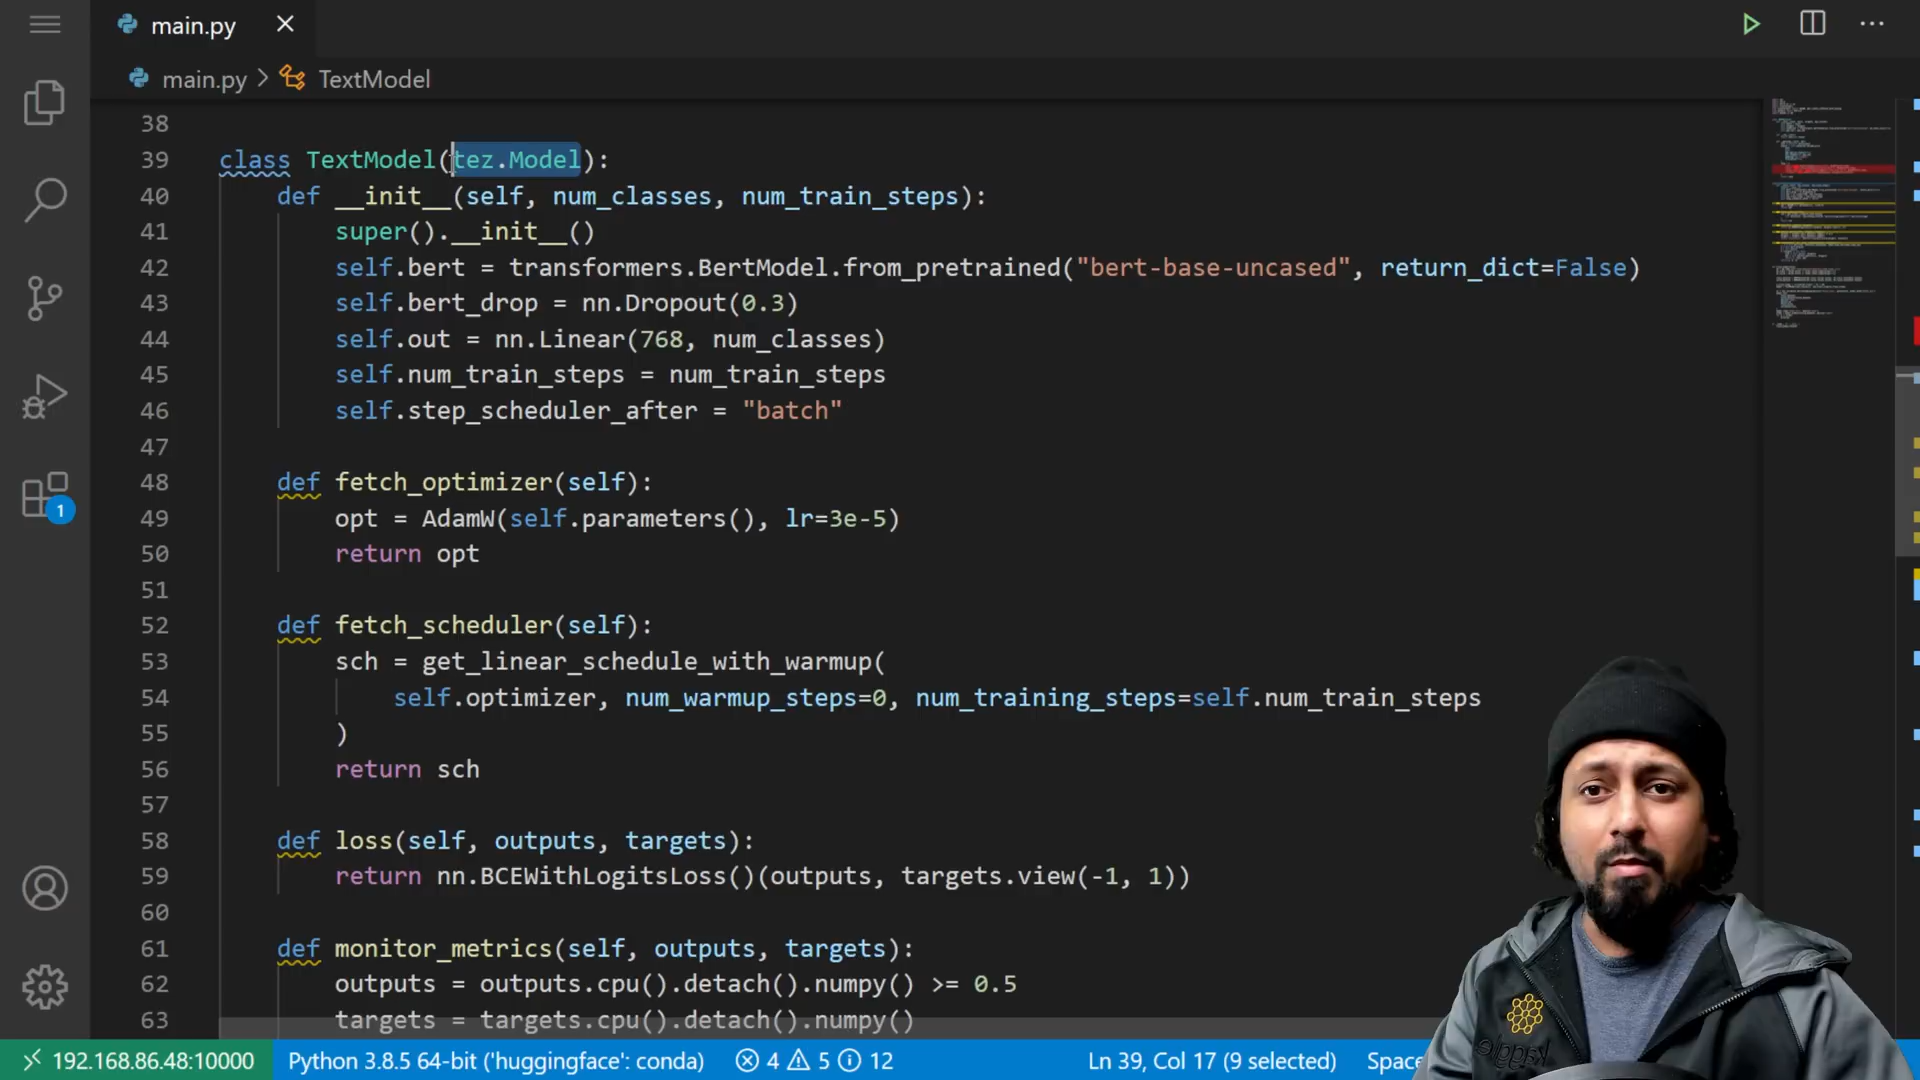 main.py
main.py > TextModel
38
39 class TextModel(tez.Model):
40     def __init__(self, num_classes, num_train_steps):
41         super().__init__()
42         self.bert = transformers.BertModel.from_pretrained("bert-base-uncased", return_dict=False)
43         self.bert_drop = nn.Dropout(0.3)
44         self.out = nn.Linear(768, num_classes)
45         self.num_train_steps = num_train_steps
46         self.step_scheduler_after = "batch"
47
48     def fetch_optimizer(self):
49         opt = AdamW(self.parameters(), lr=3e-5)
50         return opt
51
52     def fetch_scheduler(self):
53         sch = get_linear_schedule_with_warmup(
54             self.optimizer, num_warmup_steps=0, num_training_steps=self.num_train_steps
55         )
56         return sch
57
58     def loss(self, outputs, targets):
59         return nn.BCEWithLogitsLoss()(outputs, targets.view(-1, 1))
60
61     def monitor_metrics(self, outputs, targets):
62         outputs = outputs.cpu().detach().numpy() >= 0.5
63         targets = targets.cpu().detach().numpy()
1
kaggle
192.168.86.48:10000 Python 3.8.5 64-bit ('huggingface': conda) 4 5 12 Ln 39, Col 17 (9 selected)